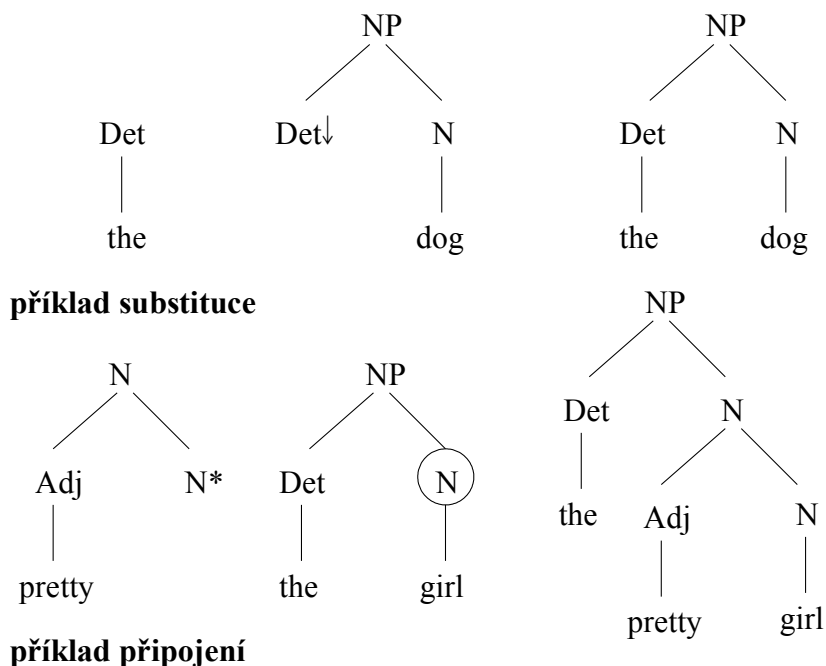 NP NP
Det Det↓ N Det N
the dog the dog
příklad substituce
NP
N NP
Det N
Adj N* Det N
the Adj N
pretty the girl
pretty girl
příklad připojení